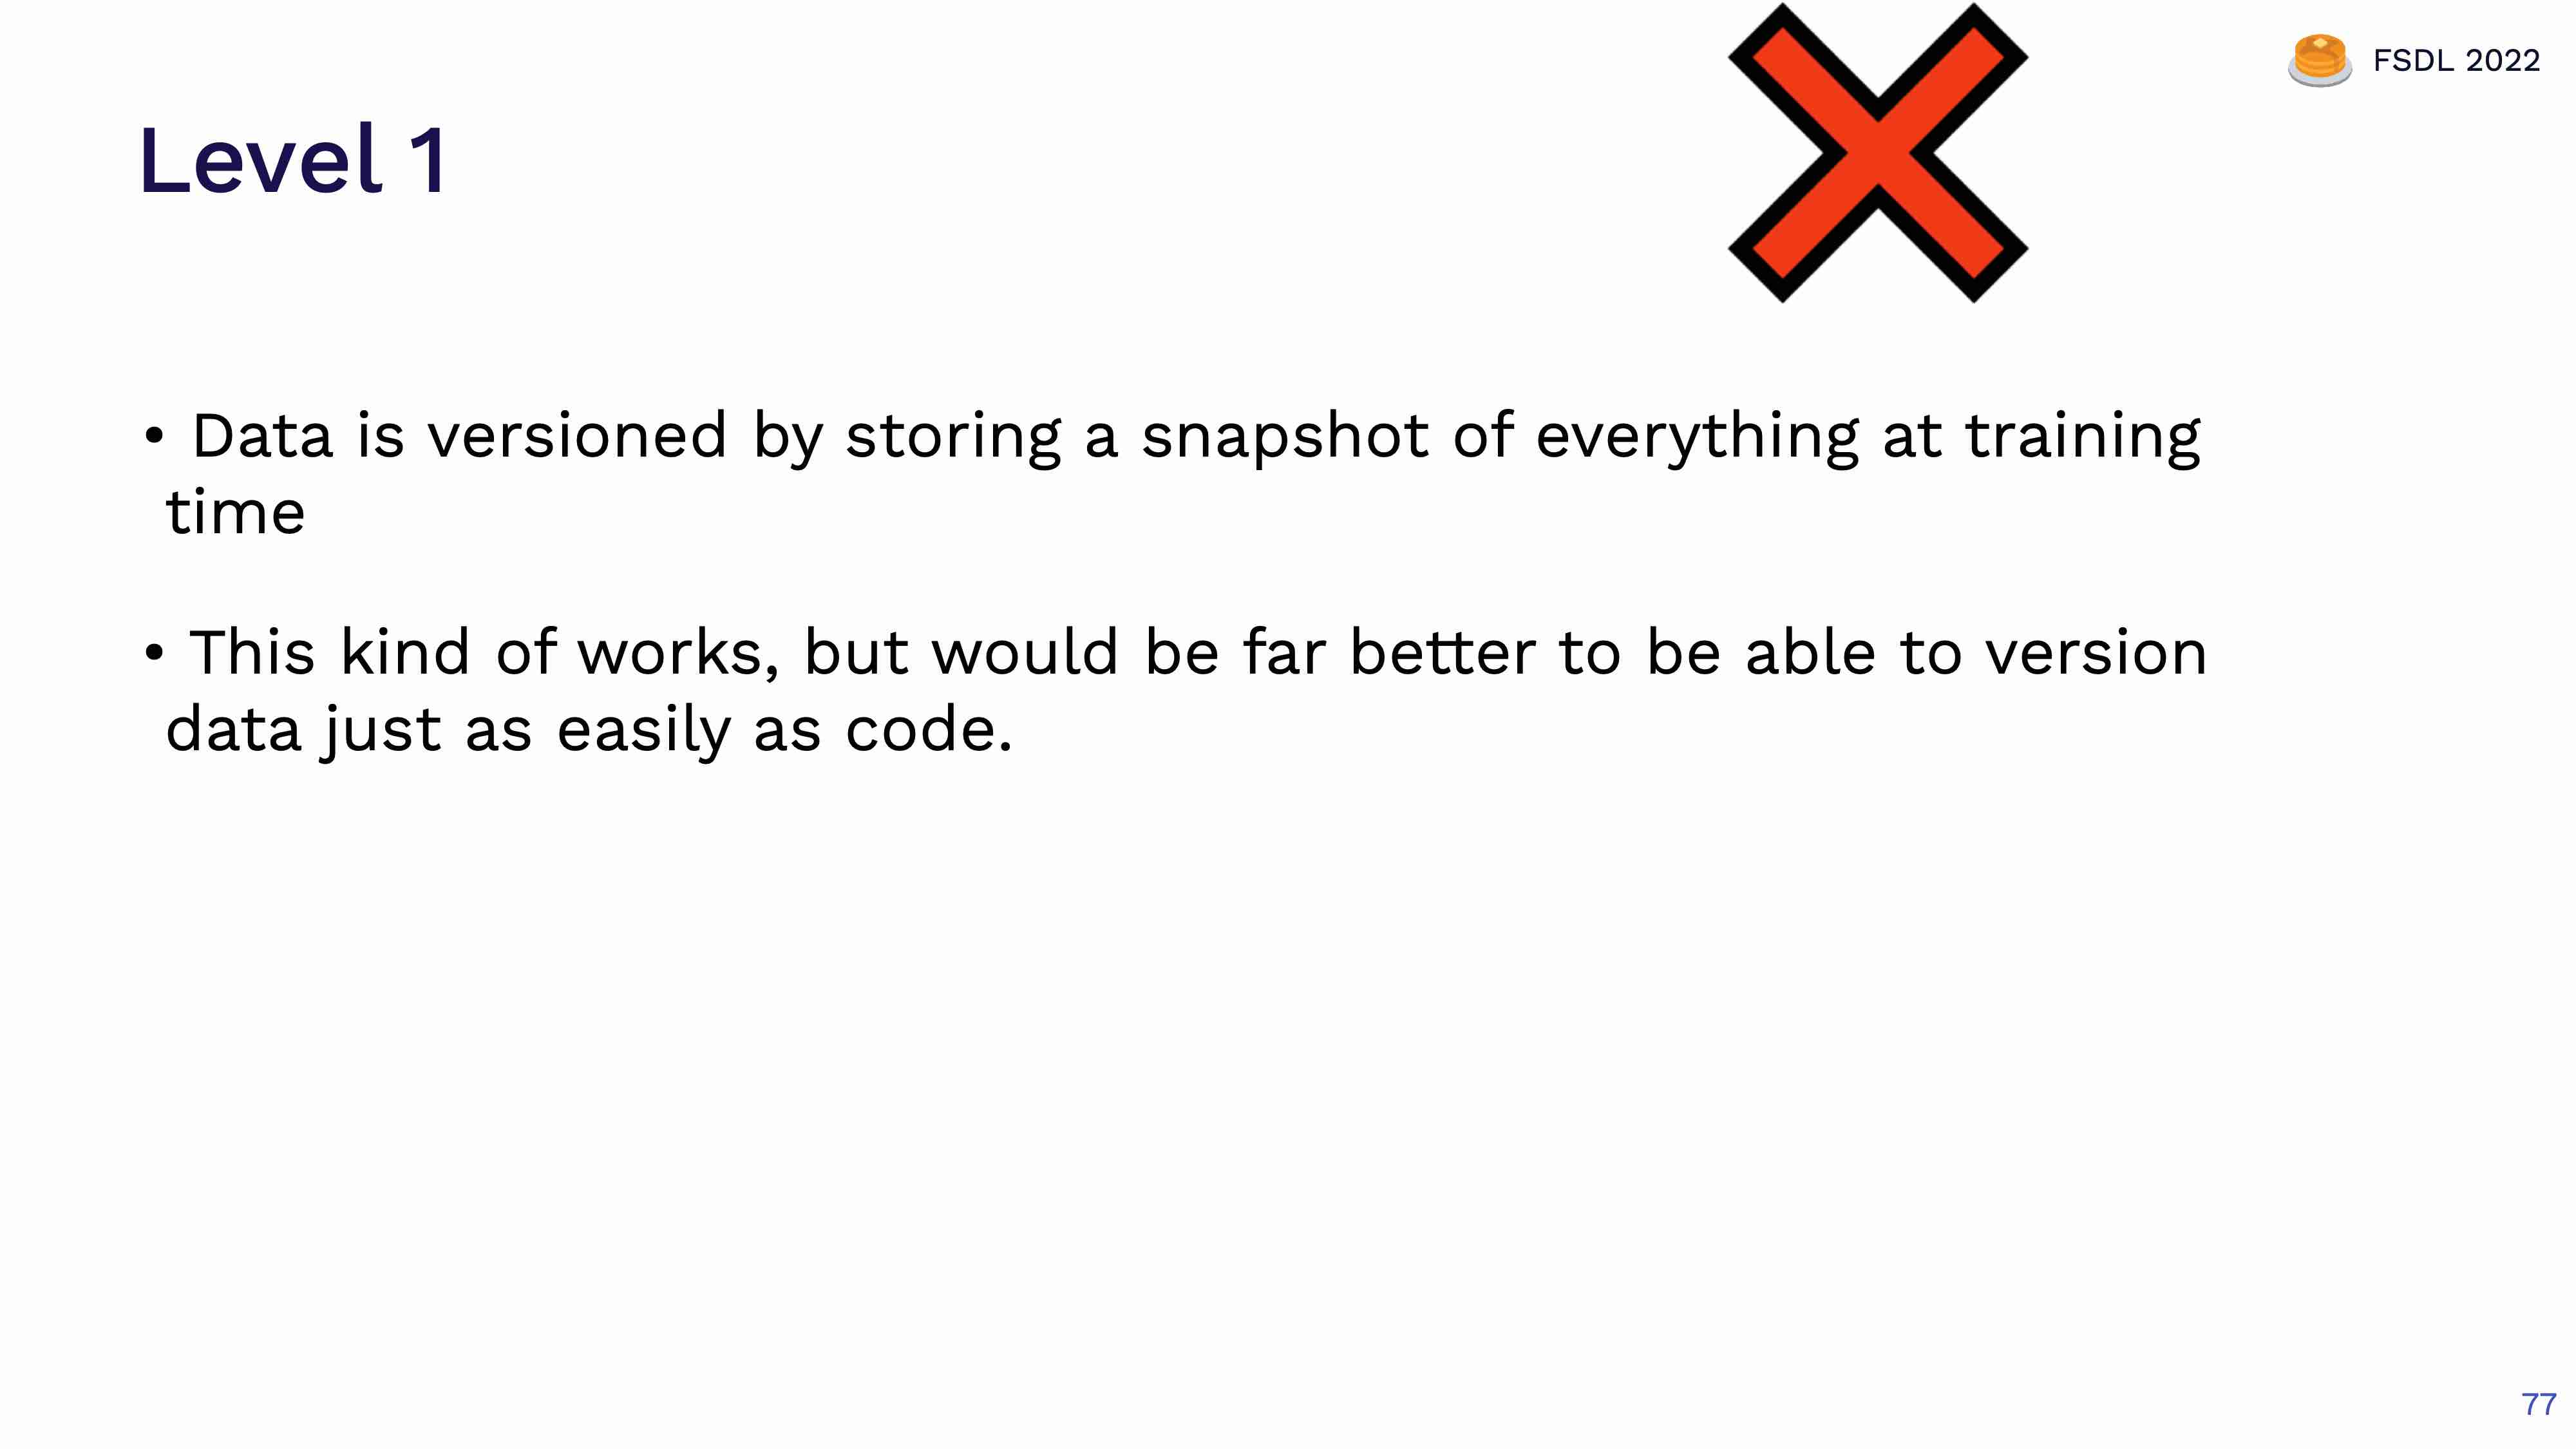 FSDL 2022
Level 1
• Data is versioned by storing a snapshot of everything at training
time
• This kind of works, but would be far better to be able to version
data just as easily as code.
77